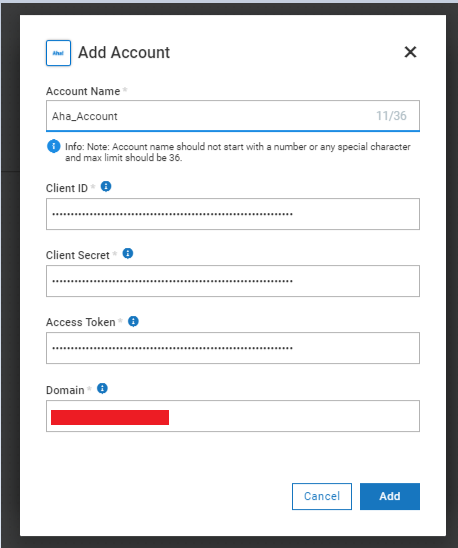 Aha!
Add Account
Account Name *
Aha_Account 11/36
Info: Note: Account name should not start with a number or any special character
and max limit should be 36.
Client ID *
Client Secret *
Access Token *
Domain *
Cancel Add